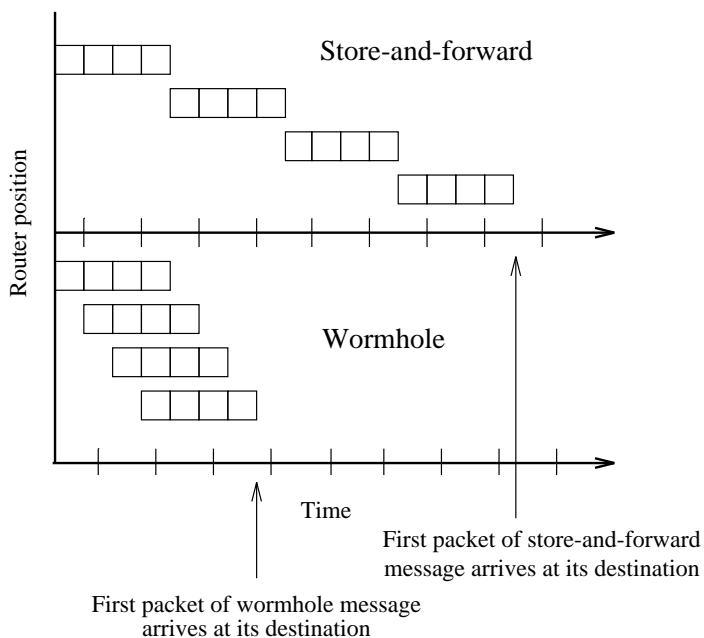 Store-and-forward
Router position
Wormhole
Time
First packet of store-and-forward
message arrives at its destination
First packet of wormhole message
arrives at its destination